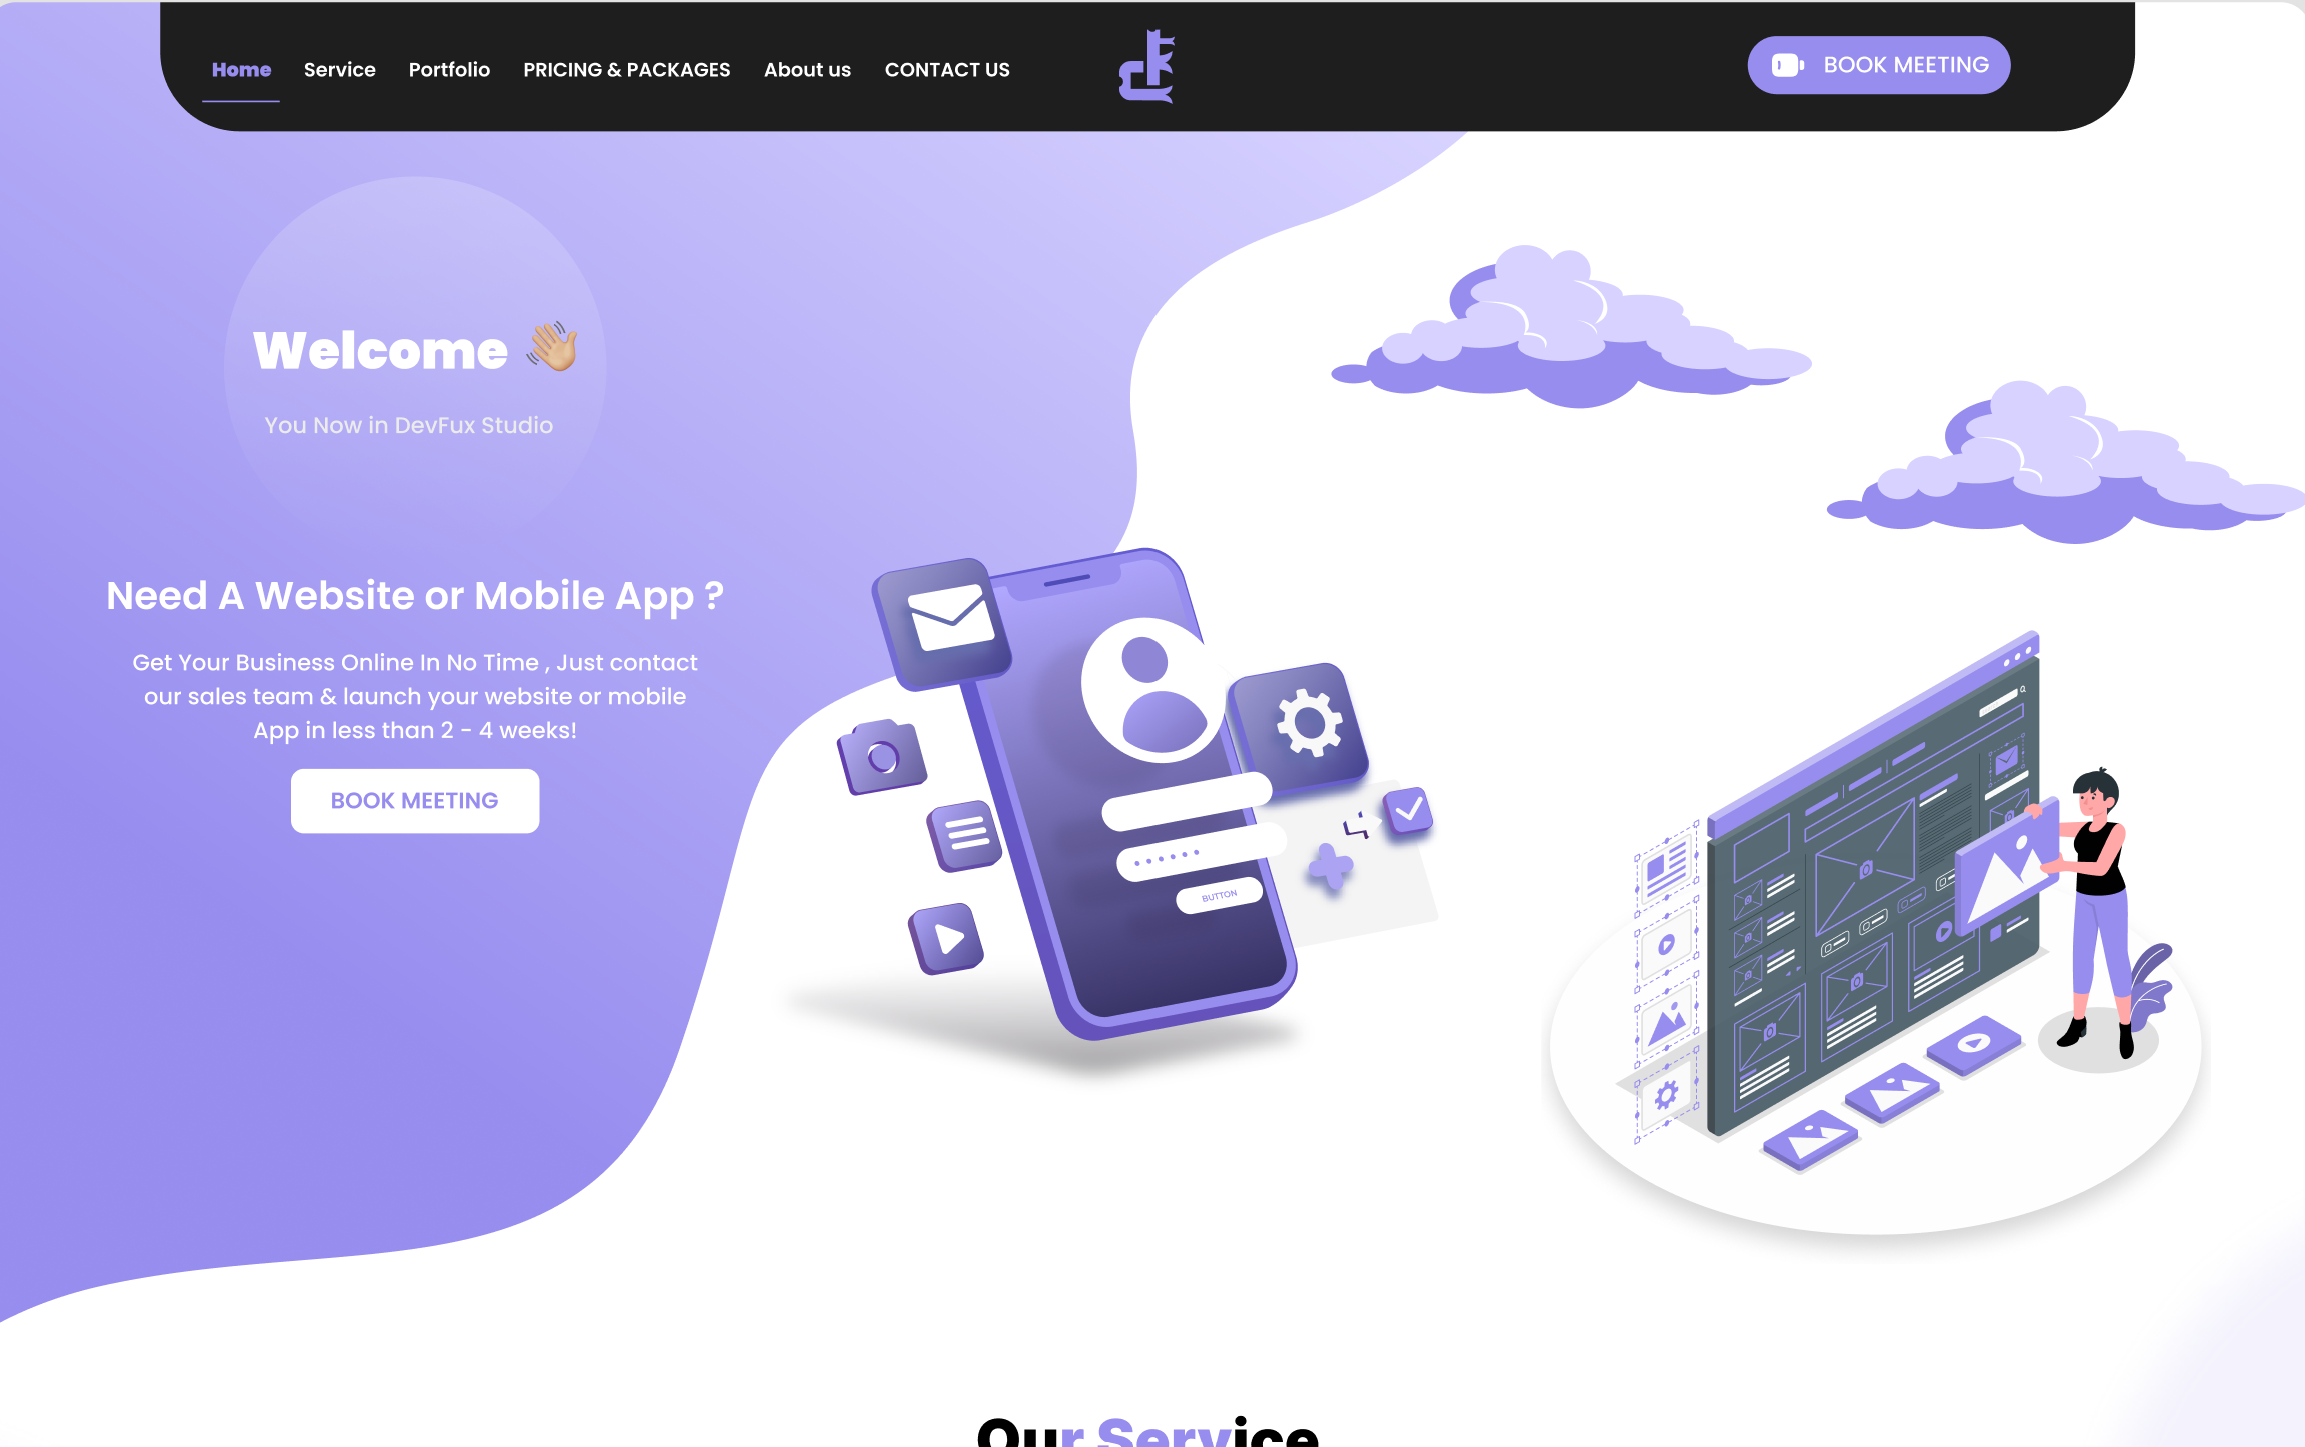 Home
Service
Portfolio
PRICING & PACKAGES
About us
CONTACT US
BOOK MEETING
Welcome 👋🏼
You Now in DevFux Studio
Need A Website or Mobile App ?
Get Your Business Online In No Time , Just contact
our sales team & launch your website or mobile
App in less than 2 - 4 weeks!
BOOK MEETING
BUTTON
Our Service